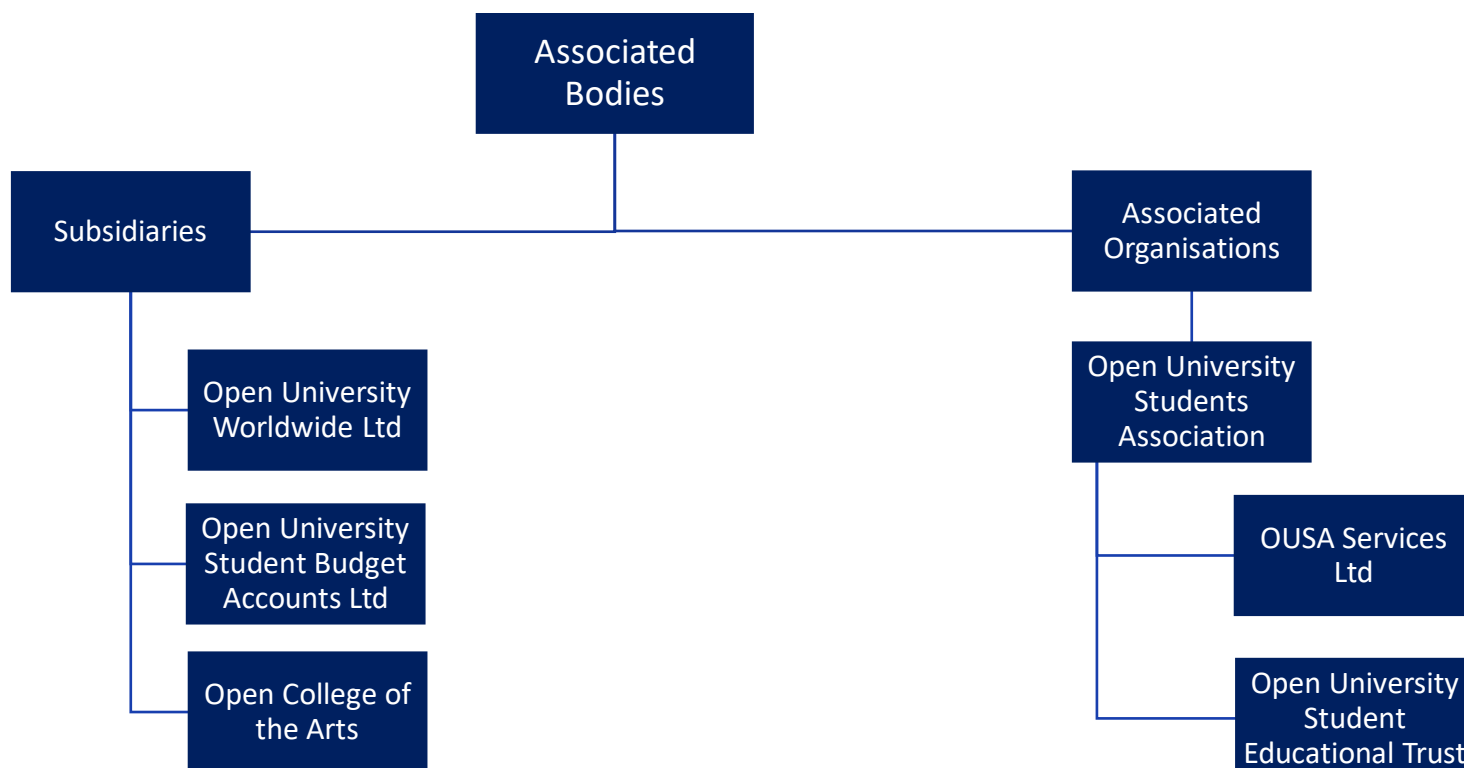 Associated
Bodies
Subsidiaries
Associated
Organisations
Open University
Worldwide Ltd
Open University
Student Budget
Accounts Ltd
Open College of
the Arts
Open University
Students
Association
OUSA Services
Ltd
Open University
Student
Educational Trust